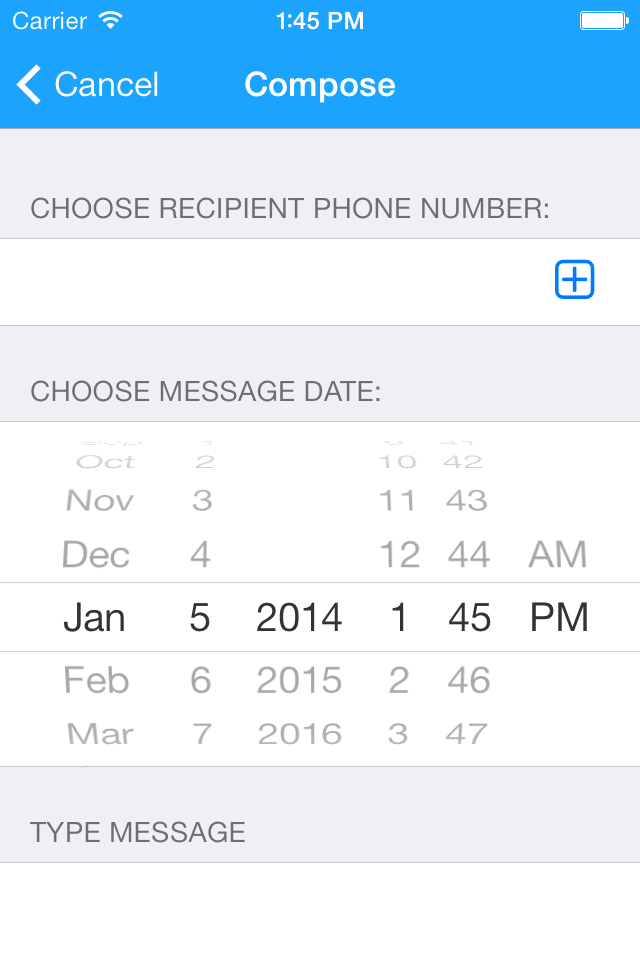 Carrier 1:45 PM
Cancel Compose
CHOOSE RECIPIENT PHONE NUMBER:
CHOOSE MESSAGE DATE:
Oct 2 10 42
Nov 3 11 43
Dec 4 12 44 AM
Jan 5 2014 1 45 PM
Feb 6 2015 2 46
Mar 7 2016 3 47
TYPE MESSAGE